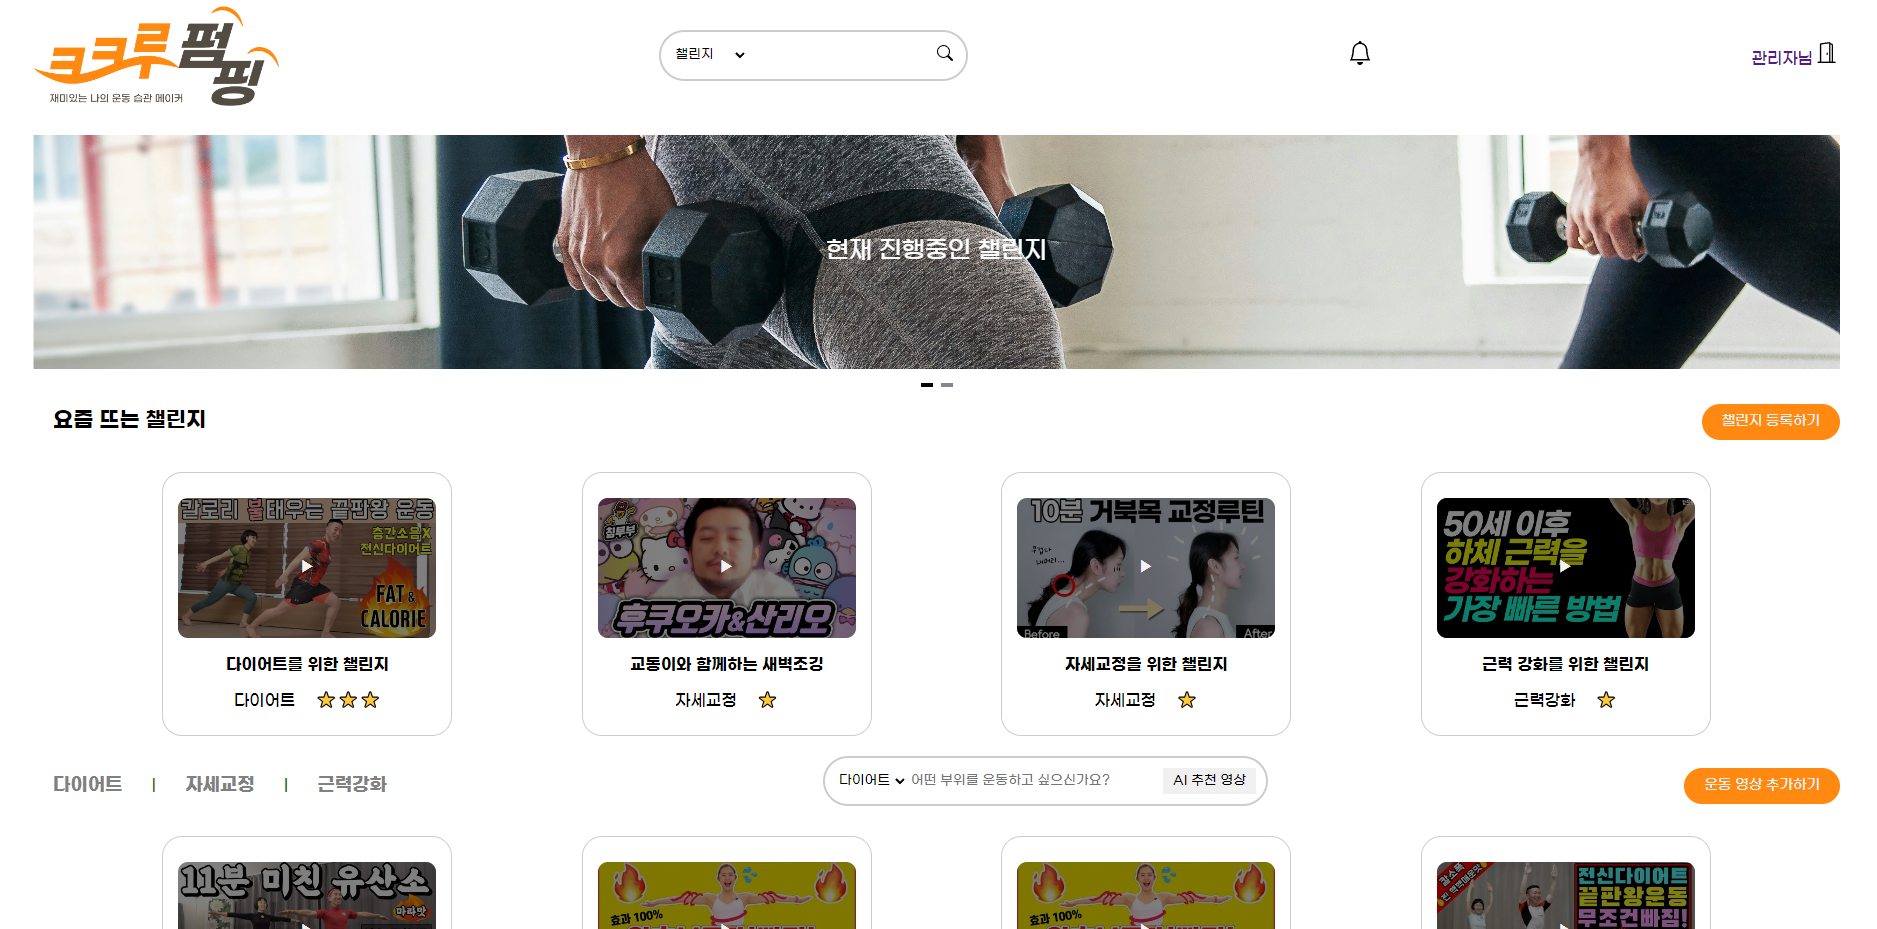 크크루펌핑
재미있는 나의 운동 습관 메이커
챌린지
관리자님
현재 진행중인 챌린지
요즘 뜨는 챌린지
챌린지 등록하기
칼로리 불태우는 끝판왕 운동
층간소음X
전신다이어트
FAT &
CALORIE
침투부
후쿠오카&산리오
10분 거북목 교정루틴
무겁다
내머리...
Before
After
50세 이후
하체 근력을
강화하는
가장 빠른 방법
다이어트를 위한 챌린지
교동이와 함께하는 새벽조깅
자세교정을 위한 챌린지
근력 강화를 위한 챌린지
다이어트
자세교정
자세교정
근력강화
다이어트 | 자세교정 | 근력강화
다이어트 어떤 부위를 운동하고 싶으신가요? AI 추천 영상
운동 영상 추가하기
11분 미친 유산소
마라맛
효과 100%
효과 100%
칼소폭
전신다이어트
끝판왕운동
무조건빠짐!